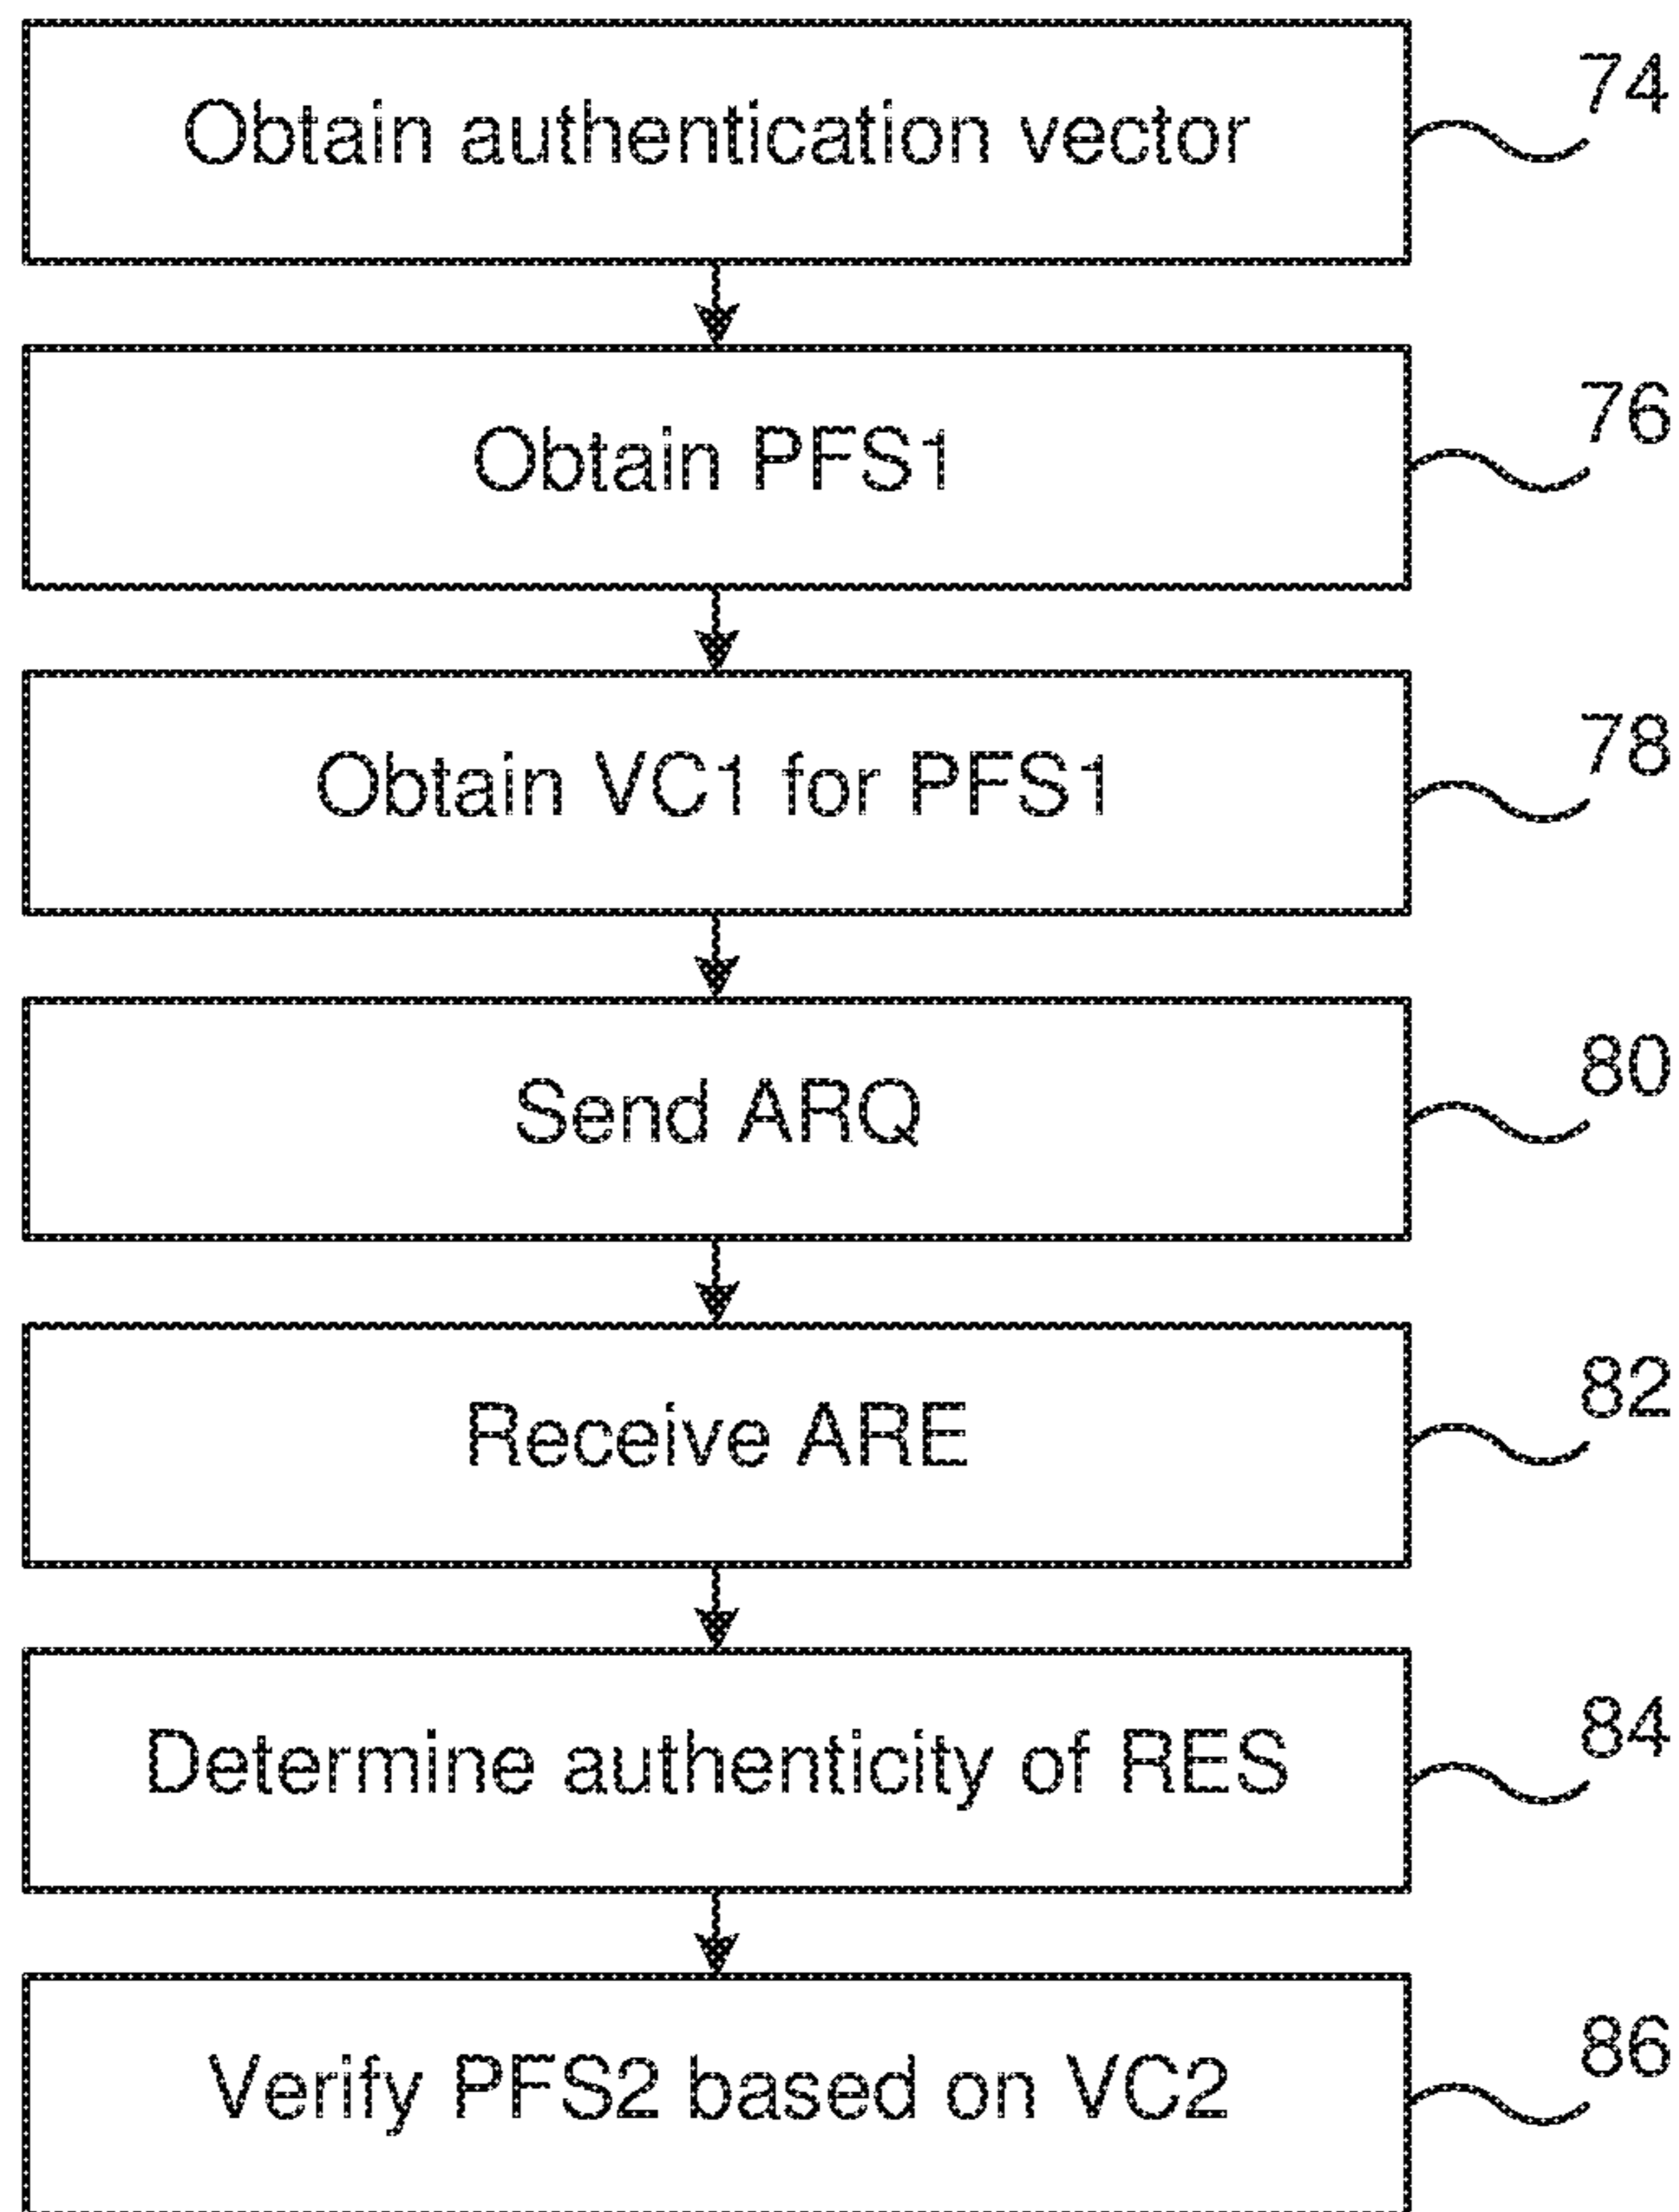 Obtain authentication vector
74
Obtain PFS1
76
Obtain VC1 for PFS1
78
Send ARQ
80
Receive ARE
82
Determine authenticity of RES
84
Verify PFS2 based on VC2
86